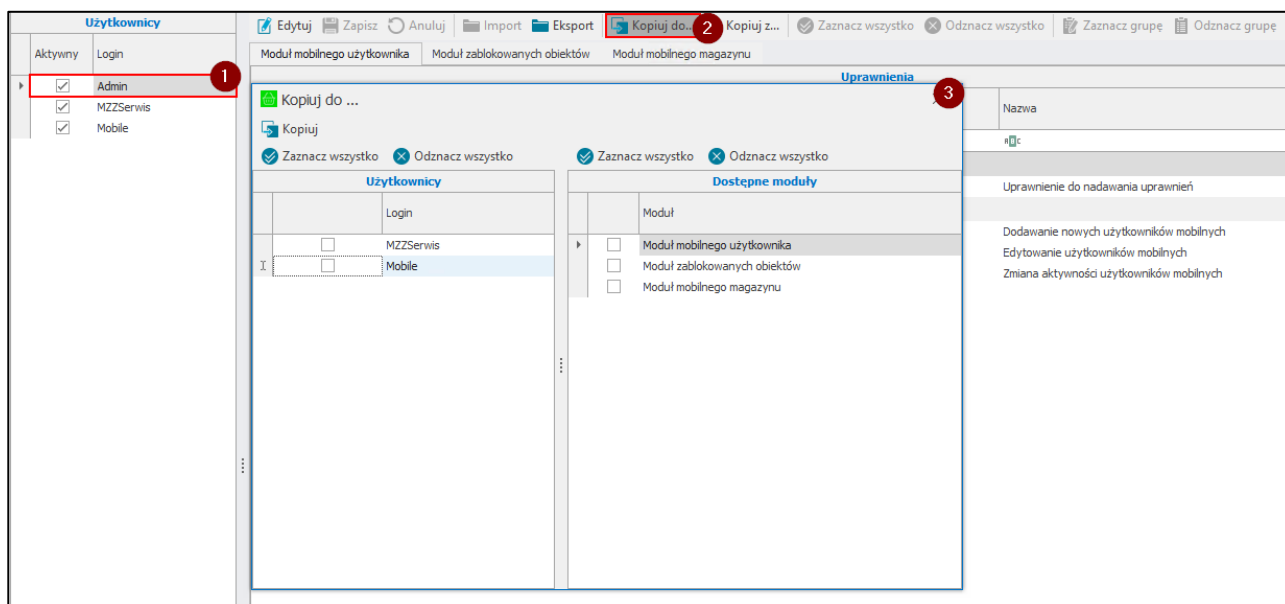 Użytkownicy
Edytuj Zapisz Anuluj Import Eksport Kopiuj do... 2 Kopiuj z... Zaznacz wszystko Odznacz wszystko Zaznacz grupę Odznacz grupę
Aktywny Login
Moduł mobilnego użytkownika Moduł zablokowanych obiektów Moduł mobilnego magazynu
1
Uprawnienia
Admin
MZZSerwis
Mobile
Kopiuj do ...
3
Nazwa
Kopiuj
Zaznacz wszystko Odznacz wszystko Zaznacz wszystko Odznacz wszystko
Użytkownicy Dostępne moduły
Uprawnienie do nadawania uprawnień
Login Moduł
Dodawanie nowych użytkowników mobilnych
MZZSerwis Moduł mobilnego użytkownika
Edytowanie użytkowników mobilnych
Mobile Moduł zablokowanych obiektów
Zmiana aktywności użytkowników mobilnych
Moduł mobilnego magazynu